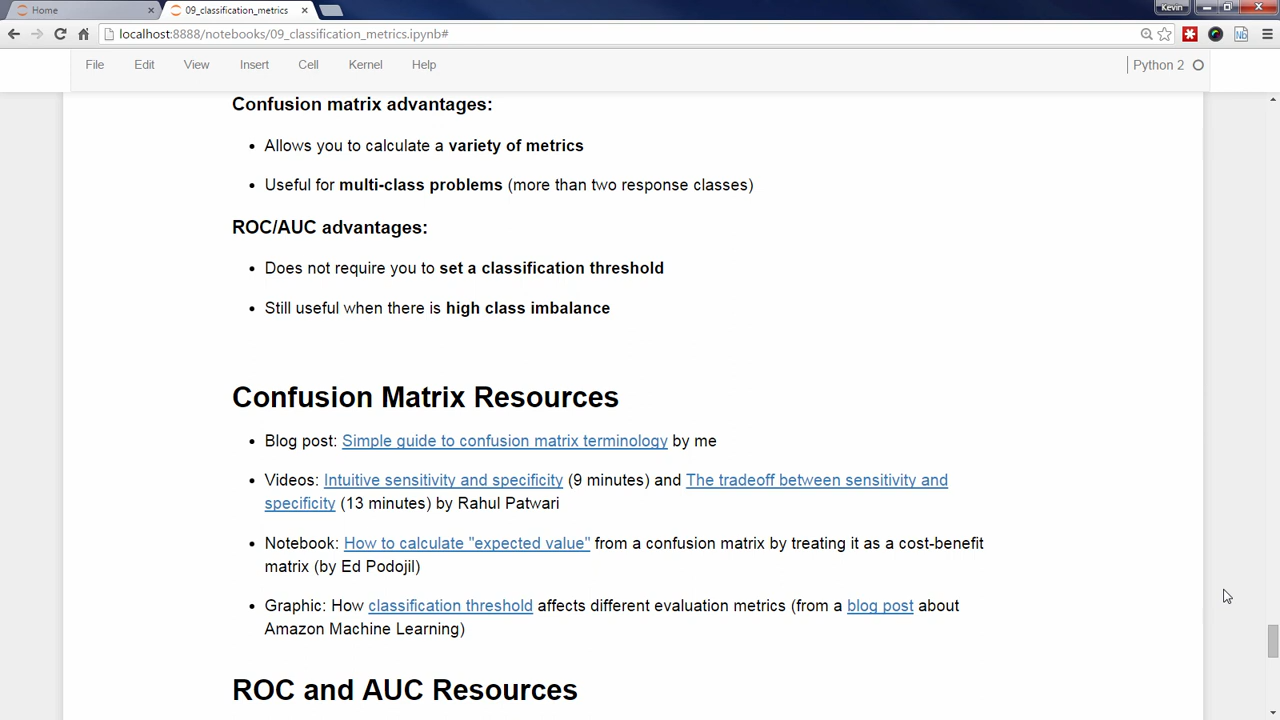 Home
09_classification_metrics
Kevin
localhost:8888/notebooks/09_classification_metrics.ipynb#
File Edit View Insert Cell Kernel Help Python 2
Confusion matrix advantages:
• Allows you to calculate a variety of metrics
• Useful for multi-class problems (more than two response classes)
ROC/AUC advantages:
• Does not require you to set a classification threshold
• Still useful when there is high class imbalance
Confusion Matrix Resources
• Blog post: Simple guide to confusion matrix terminology by me
• Videos: Intuitive sensitivity and specificity (9 minutes) and The tradeoff between sensitivity and
specificity (13 minutes) by Rahul Patwari
• Notebook: How to calculate "expected value" from a confusion matrix by treating it as a cost-benefit
matrix (by Ed Podojil)
• Graphic: How classification threshold affects different evaluation metrics (from a blog post about
Amazon Machine Learning)
ROC and AUC Resources